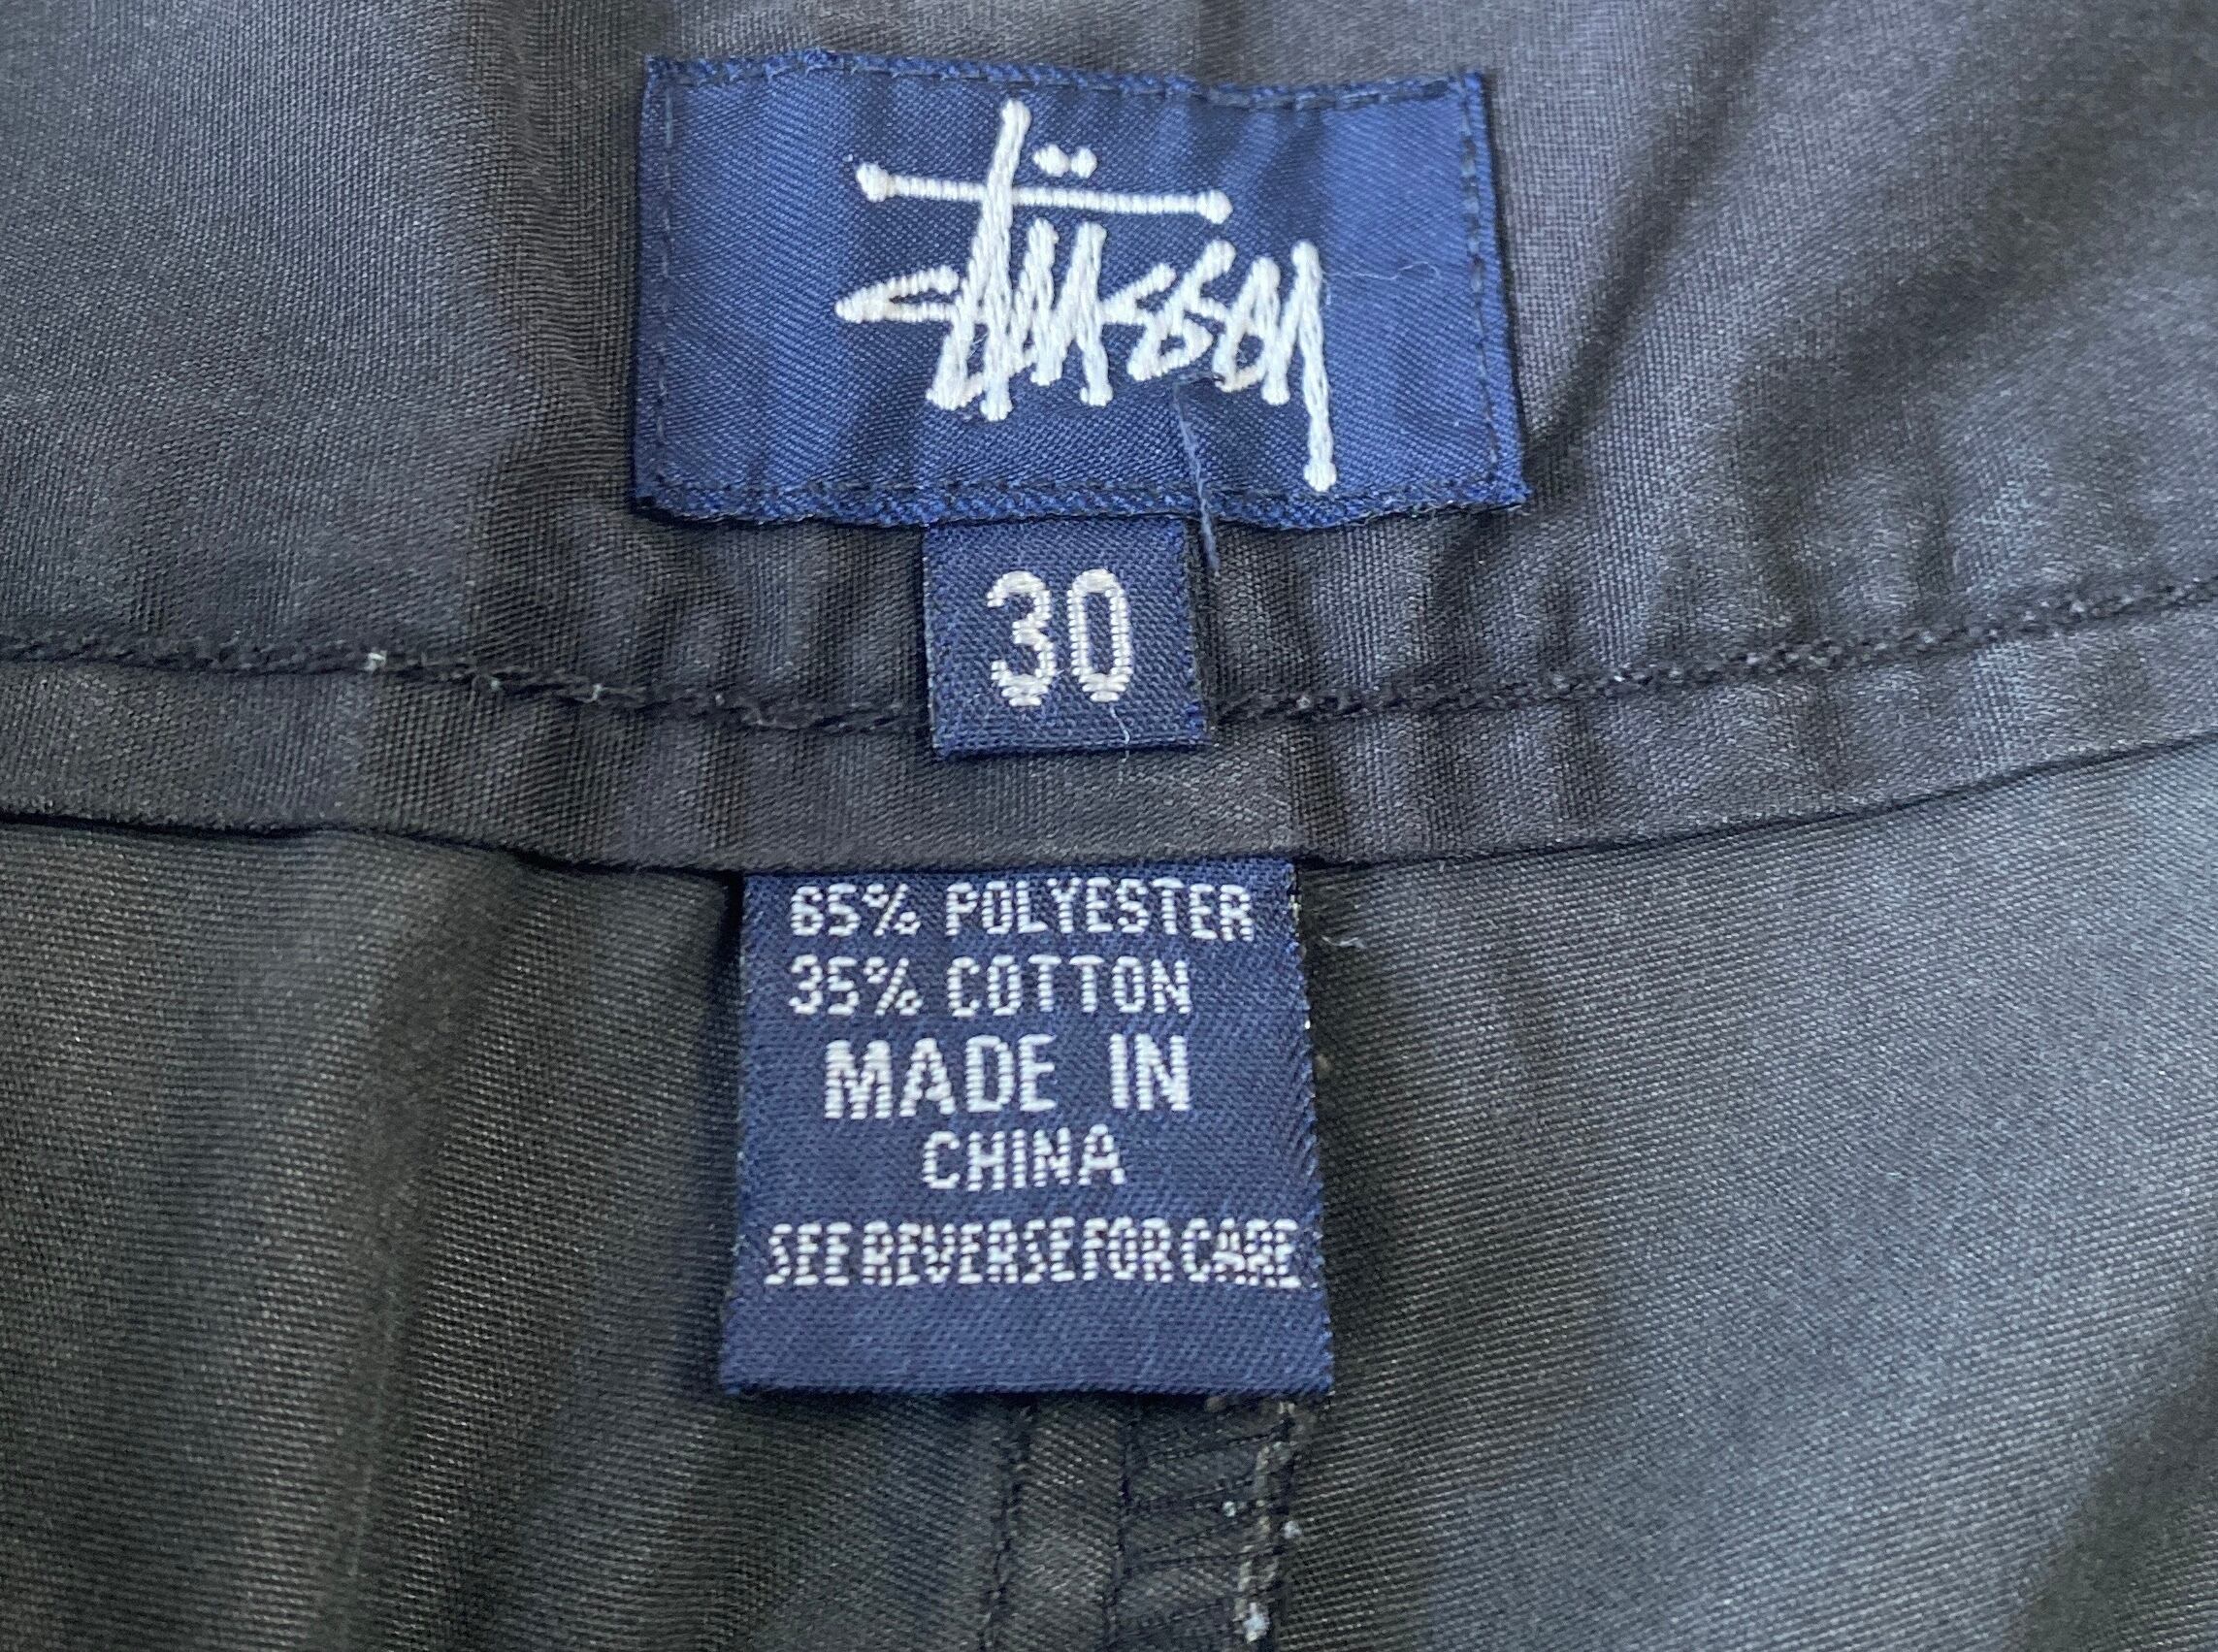 Stüssy
30
65% POLYESTER
35% COTTON
MADE IN
CHINA
SEE REVERSE FOR CARE